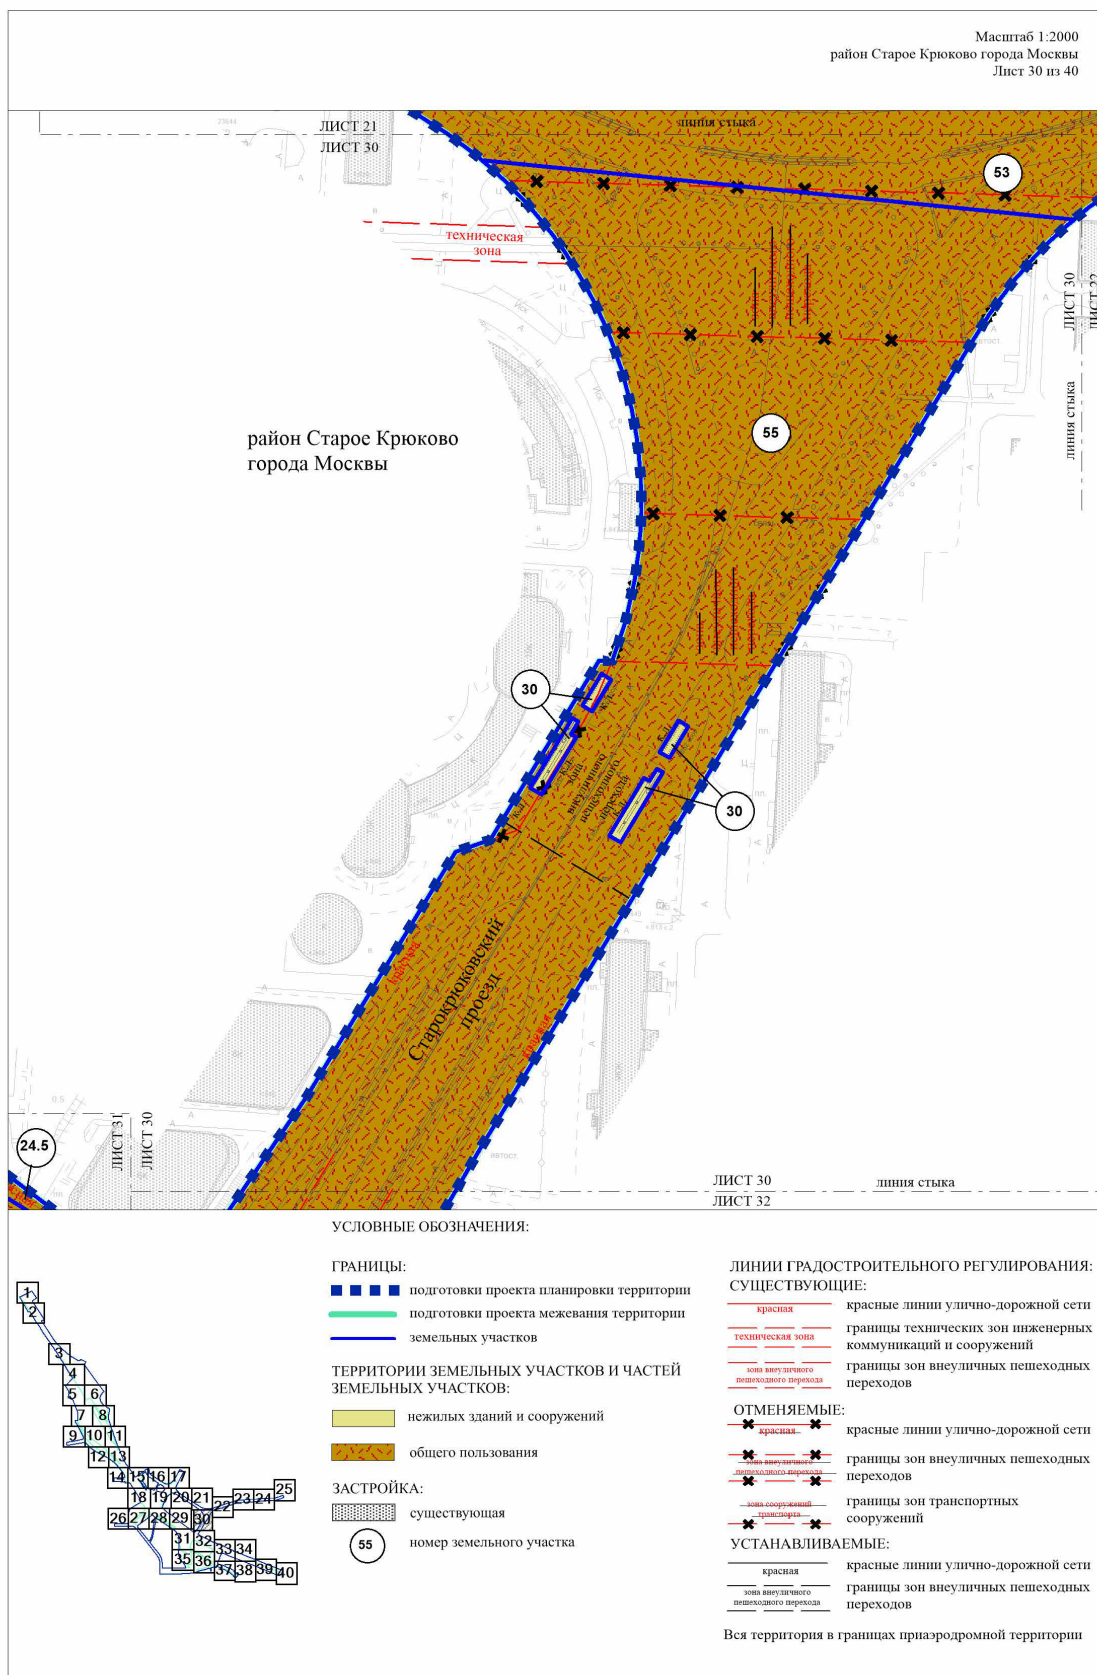 Масштаб 1:2000
район Старое Крюково города Москвы
Лист 30 из 40
ЛИСТ 21
ЛИСТ 30
линия стыка
53
техническая
зона
ЛИСТ 30
линия стыка
55
район Старое Крюково
города Москвы
30
зона
внеуличного
пешеходного
перехода
30
Старокрюковский
проезд
красная
24.5
ЛИСТ 31
ЛИСТ 30
ЛИСТ 30
линия стыка
ЛИСТ 32
УСЛОВНЫЕ ОБОЗНАЧЕНИЯ:
ГРАНИЦЫ:
подготовки проекта планировки территории
подготовки проекта межевания территории
земельных участков
ТЕРРИТОРИИ ЗЕМЕЛЬНЫХ УЧАСТКОВ И ЧАСТЕЙ
ЗЕМЕЛЬНЫХ УЧАСТКОВ:
нежилых зданий и сооружений
общего пользования
ЗАСТРОЙКА:
существующая
55
номер земельного участка
ЛИНИИ ГРАДОСТРОИТЕЛЬНОГО РЕГУЛИРОВАНИЯ:
СУЩЕСТВУЮЩИЕ:
красная
красные линии улично-дорожной сети
техническая зона
границы технических зон инженерных
коммуникаций и сооружений
зона внеуличного
пешеходного перехода
границы зон внеуличных пешеходных
переходов
ОТМЕНЯЕМЫЕ:
красная
красные линии улично-дорожной сети
зона внеуличного
пешеходного перехода
границы зон внеуличных пешеходных
переходов
зона сооружений
транспорта
границы зон транспортных
сооружений
УСТАНАВЛИВАЕМЫЕ:
красная
красные линии улично-дорожной сети
зона внеуличного
пешеходного перехода
границы зон внеуличных пешеходных
переходов
Вся территория в границах приаэродромной территории
1
2
3
4
5 6
7 8
9 10 11
12 13
14 15 16 17
18 19 20 21 22 23 24 25
26 27 28 29 30
31 32 33 34
35 36 37 38 39 40